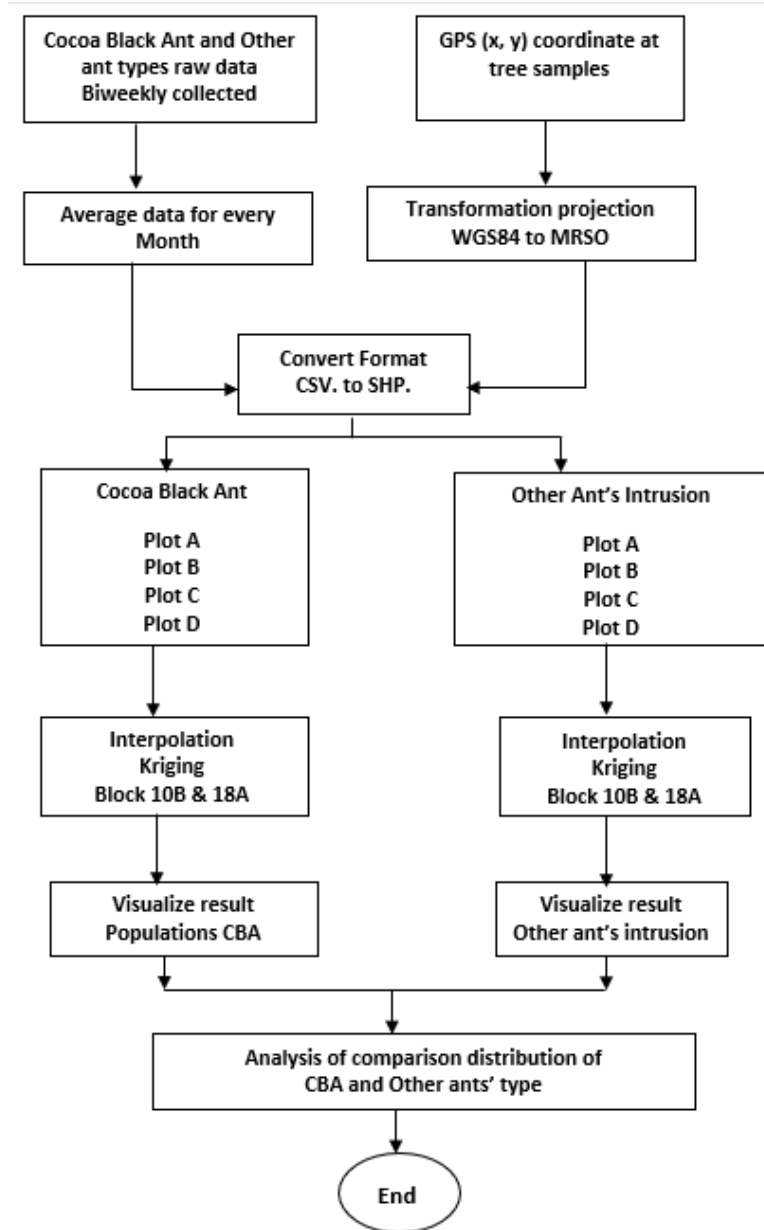 Cocoa Black Ant and Other
ant types raw data
Biweekly collected
GPS (x, y) coordinate at
tree samples
Average data for every
Month
Transformation projection
WGS84 to MRSO
Convert Format
CSV. to SHP.
Cocoa Black Ant
Plot A
Plot B
Plot C
Plot D
Other Ant's Intrusion
Plot A
Plot B
Plot C
Plot D
Interpolation
Kriging
Block 10B & 18A
Interpolation
Kriging
Block 10B & 18A
Visualize result
Populations CBA
Visualize result
Other ant's intrusion
Analysis of comparison distribution of
CBA and Other ants' type
End